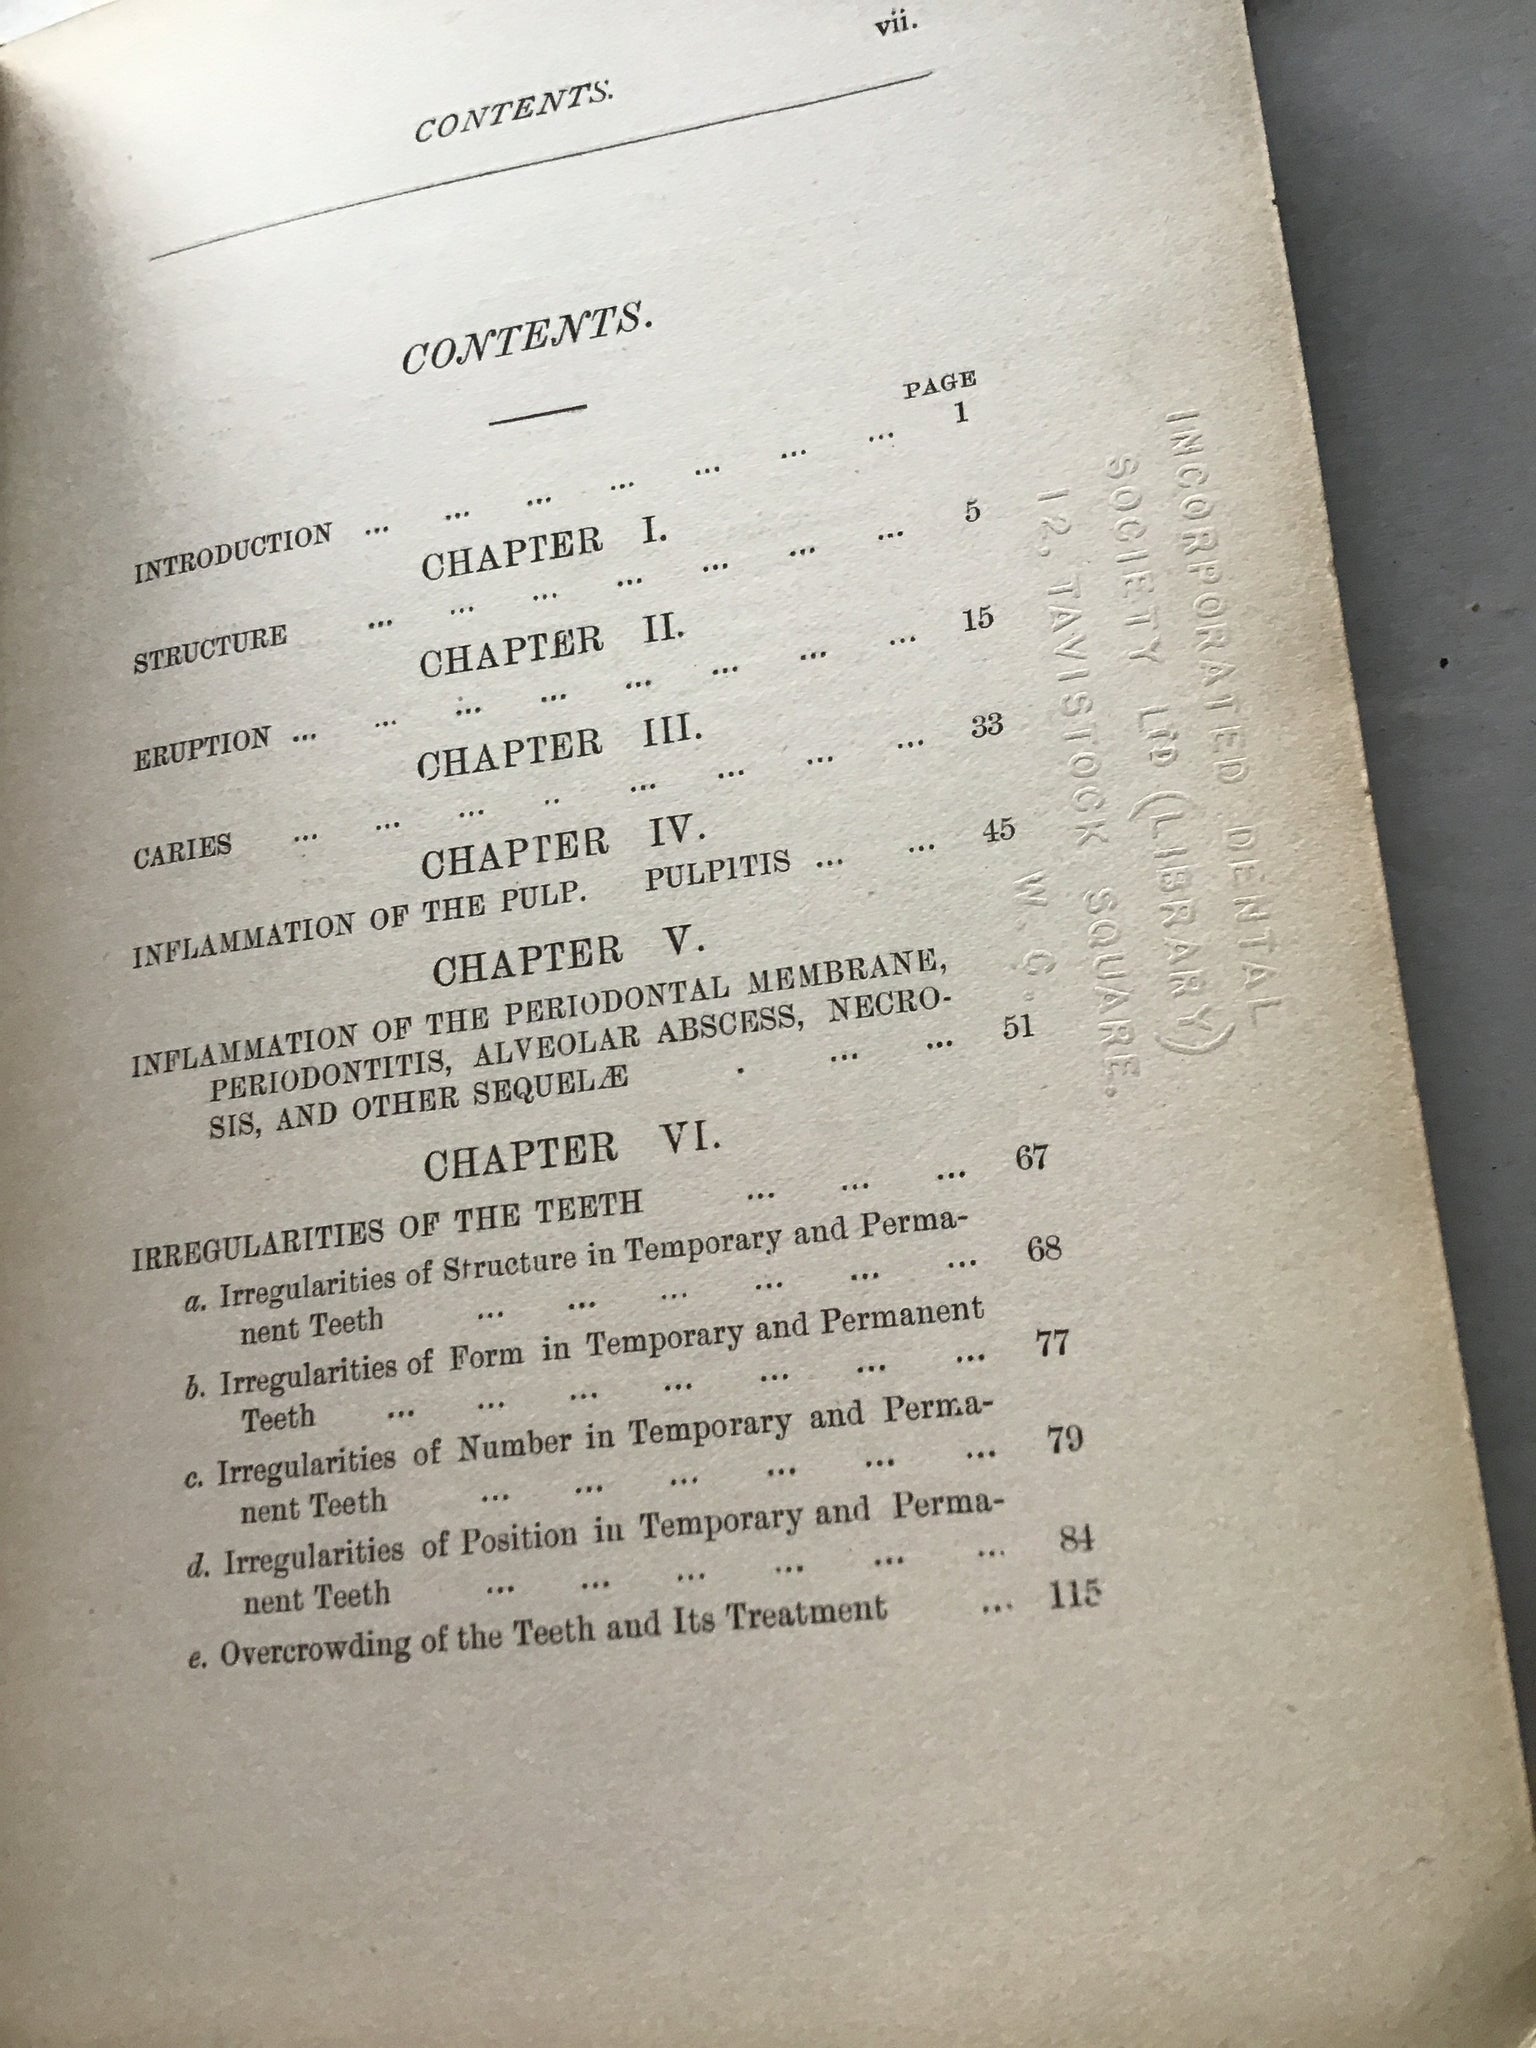 vii.
CONTENTS.
CONTENTS.
PAGE
INTRODUCTION ... ... ... ... ... ... ... 1
CHAPTER I.
STRUCTURE ... ... ... ... ... ... ... 5
CHAPTER II.
ERUPTION ... ... ... ... ... ... ... ... 15
CHAPTER III.
CARIES ... ... ... .. ... ... ... ... 33
CHAPTER IV.
INFLAMMATION OF THE PULP. PULPITIS ... ... 45
CHAPTER V.
INFLAMMATION OF THE PERIODONTAL MEMBRANE,
PERIODONTITIS, ALVEOLAR ABSCESS, NECRO-
SIS, AND OTHER SEQUELÆ . ... ... 51
CHAPTER VI.
IRREGULARITIES OF THE TEETH ... ... ... 67
a. Irregularities of Structure in Temporary and Perma-
nent Teeth ... ... ... ... ... ... 68
b. Irregularities of Form in Temporary and Permanent
Teeth ... ... ... ... ... ... ... 77
c. Irregularities of Number in Temporary and Perma-
nent Teeth ... ... ... ... ... ... 79
d. Irregularities of Position in Temporary and Perma-
nent Teeth ... ... ... ... ... ... 84
e. Overcrowding of the Teeth and Its Treatment ... 115
INCORPORATED DENTAL
SOCIETY LTD (LIBRARY)
12, TAVISTOCK SQUARE.
W. C.